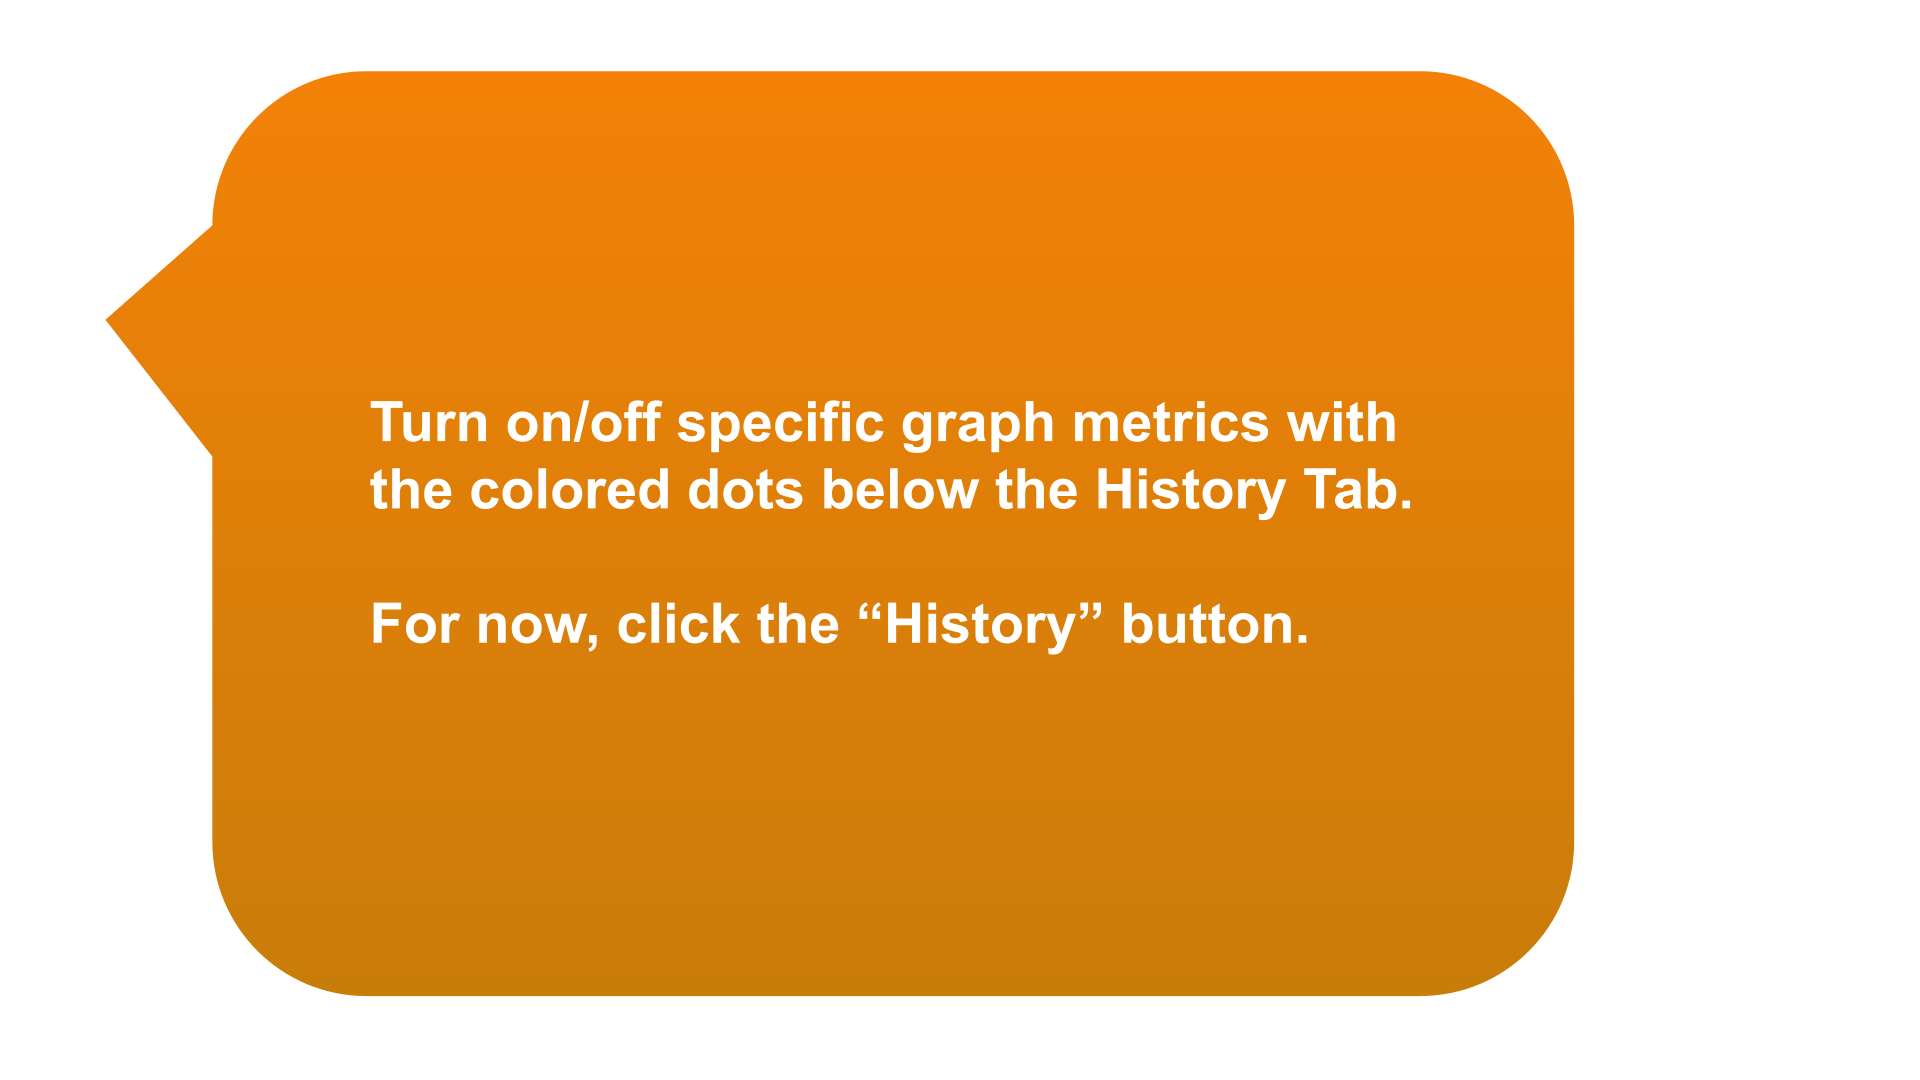 Turn on/off specific graph metrics with
the colored dots below the History Tab.
For now, click the “History” button.